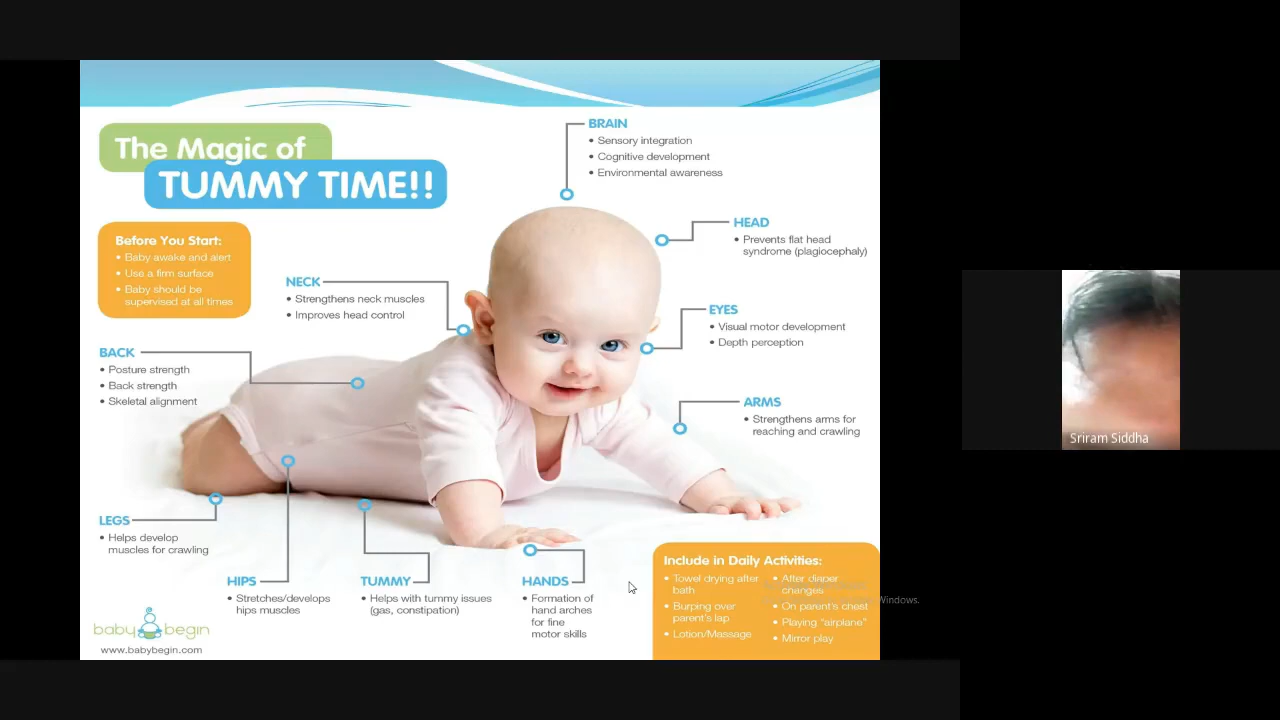 The Magic of
TUMMY TIME!!
Before You Start:
• Baby awake and alert
• Use a firm surface
• Baby should be
supervised at all times
BRAIN
• Sensory integration
• Cognitive development
• Environmental awareness
HEAD
• Prevents flat head
syndrome (plagiocephaly)
NECK
• Strengthens neck muscles
• Improves head control
EYES
• Visual motor development
• Depth perception
BACK
• Posture strength
• Back strength
• Skeletal alignment
ARMS
• Strengthens arms for
reaching and crawling
LEGS
• Helps develop
muscles for crawling
HIPS
• Stretches/develops
hips muscles
TUMMY
• Helps with tummy issues
(gas, constipation)
HANDS
• Formation of
hand arches
for fine
motor skills
Include in Daily Activities:
• Towel drying after
bath
• Burping over
parent's lap
• Lotion/Massage
• After diaper
changes
• On parent's chest
• Playing "airplane"
• Mirror play
Windows.
baby begin
www.babybegin.com
Sriram Siddha